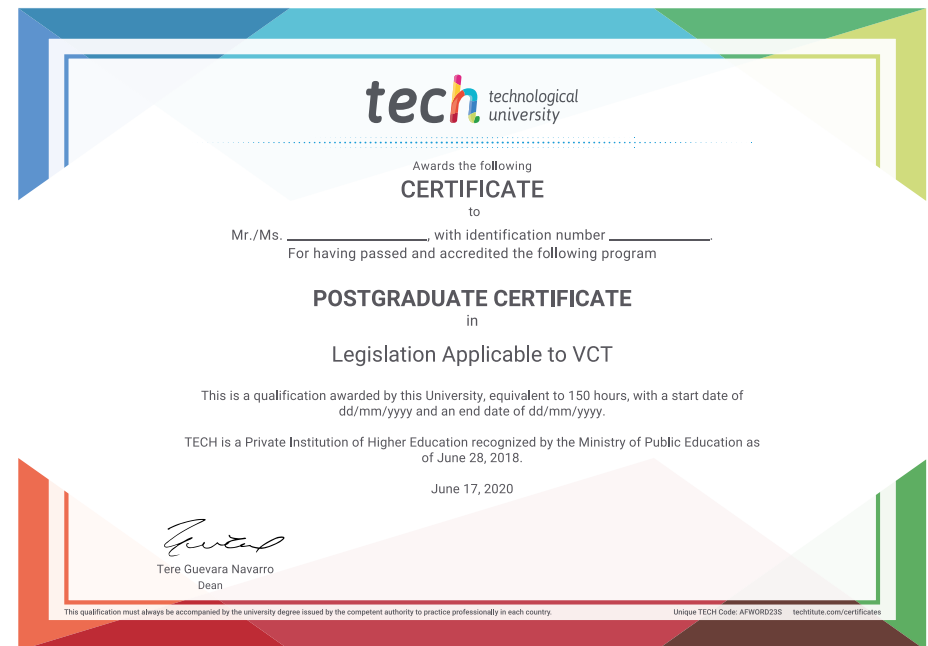 tech technological
university
Awards the following
CERTIFICATE
to
Mr./Ms. ____________, with identification number ____________.
For having passed and accredited the following program
POSTGRADUATE CERTIFICATE
in
Legislation Applicable to VCT
This is a qualification awarded by this University, equivalent to 150 hours, with a start date of
dd/mm/yyyy and an end date of dd/mm/yyyy.
TECH is a Private Institution of Higher Education recognized by the Ministry of Public Education as
of June 28, 2018.
June 17, 2020
Tere Guevara Navarro
Dean
This qualification must always be accompanied by the university degree issued by the competent authority to practice professionally in each country.
Unique TECH Code: AFWORD23S techtitute.com/certificates